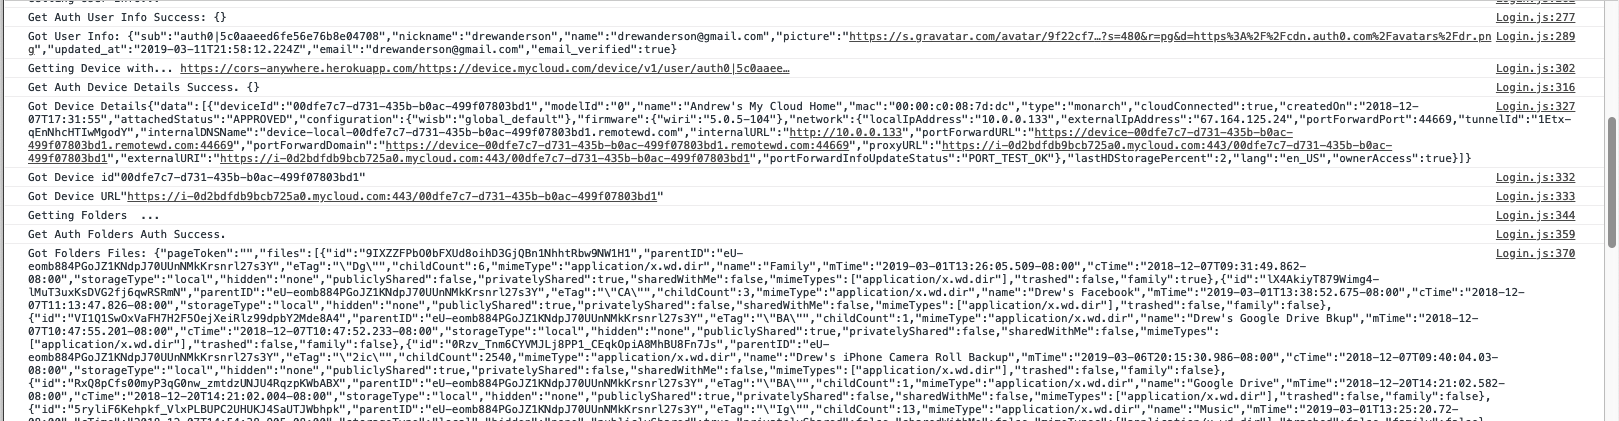 Get Auth User Info Success: {} Login.js:277
Got User Info: {"sub":"auth0|5c0aaeed6fe56e76b8e04708","nickname":"drewanderson","name":"drewanderson@gmail.com","picture":"https://s.gravatar.com/avatar/9f22cf7…?s=480&r=pg&d=https%3A%2F%2Fcdn.auth0.com%2Favatars%2Fdr.pn Login.js:289
g","updated_at":"2019-03-11T21:58:12.224Z","email":"drewanderson@gmail.com","email_verified":true}
Getting Device with... https://cors-anywhere.herokuapp.com/https://device.mycloud.com/device/v1/user/auth0|5c0aaee… Login.js:302
Get Auth Device Details Success. {} Login.js:316
Got Device Details{"data":[{"deviceId":"00dfe7c7-d731-435b-b0ac-499f07803bd1","modelId":"0","name":"Andrew's My Cloud Home","mac":"00:00:c0:08:7d:dc","type":"monarch","cloudConnected":true,"createdOn":"2018-12- Login.js:327
07T17:31:55","attachedStatus":"APPROVED","configuration":{"wisb":"global_default"},"firmware":{"wiri":"5.0.5-104"},"network":{"localIpAddress":"10.0.0.133","externalIpAddress":"67.164.125.24","portForwardPort":44669,"tunnelId":"1Etx-
qEnNhcHTIwMgodY","internalDNSName":"device-local-00dfe7c7-d731-435b-b0ac-499f07803bd1.remotewd.com","internalURL":"http://10.0.0.133","portForwardURL":"https://device-00dfe7c7-d731-435b-b0ac-
499f07803bd1.remotewd.com:44669","portForwardDomain":"https://device-00dfe7c7-d731-435b-b0ac-499f07803bd1.remotewd.com:44669","proxyURL":"https://i-0d2bdfdb9bcb725a0.mycloud.com:443/00dfe7c7-d731-435b-b0ac-
499f07803bd1","externalURI":"https://i-0d2bdfdb9bcb725a0.mycloud.com:443/00dfe7c7-d731-435b-b0ac-499f07803bd1","portForwardInfoUpdateStatus":"PORT_TEST_OK"},"lastHDStoragePercent":2,"lang":"en_US","ownerAccess":true}]}
Got Device id"00dfe7c7-d731-435b-b0ac-499f07803bd1" Login.js:332
Got Device URL"https://i-0d2bdfdb9bcb725a0.mycloud.com:443/00dfe7c7-d731-435b-b0ac-499f07803bd1" Login.js:333
Getting Folders ... Login.js:344
Get Auth Folders Auth Success. Login.js:359
Got Folders Files: {"pageToken":"","files":[{"id":"9IXZZFPbO0bFXUd8oihD3GjQBn1NhhtRbw9NW1H1","parentID":"eU- Login.js:370
eomb884PGoJZ1KNdpJ70UUnNMkKrsnrl27s3Y","eTag":"\"Dg\"","childCount":6,"mimeType":"application/x.wd.dir","name":"Family","mTime":"2019-03-01T13:26:05.509-08:00","cTime":"2018-12-07T09:31:49.862-
08:00","storageType":"local","hidden":"none","publiclyShared":false,"privatelyShared":false,"sharedWithMe":false,"mimeTypes":["application/x.wd.dir"],"trashed":false,"family":true},{"id":"lX4AkiyT879Wimg4-
lMuT3uxKsDVG2fj6qwRSRmN","parentID":"eU-eomb884PGoJZ1KNdpJ70UUnNMkKrsnrl27s3Y","eTag":"\"CA\"","childCount":3,"mimeType":"application/x.wd.dir","name":"Drew's Facebook","mTime":"2019-03-01T13:38:52.675-08:00","cTime":"2018-12-
07T11:13:47.826-08:00","storageType":"local","hidden":"none","publiclyShared":true,"privatelyShared":false,"sharedWithMe":false,"mimeTypes":["application/x.wd.dir"],"trashed":false,"family":false},
{"id":"VI1Q1SwOxVaFH7H2F5OejXeiRlz99dpbY2Mde8A4","parentID":"eU-eomb884PGoJZ1KNdpJ70UUnNMkKrsnrl27s3Y","eTag":"\"BA\"","childCount":1,"mimeType":"application/x.wd.dir","name":"Drew's Google Drive Bkup","mTime":"2018-12-
07T10:47:55.201-08:00","cTime":"2018-12-07T10:47:52.233-08:00","storageType":"local","hidden":"none","publiclyShared":true,"privatelyShared":false,"sharedWithMe":false,"mimeTypes":
["application/x.wd.dir"],"trashed":false,"family":false},{"id":"0Rzv_Tnm6CYVMJLj8PP1_CEqkOpiA8MhBU8Fn7Js","parentID":"eU-
eomb884PGoJZ1KNdpJ70UUnNMkKrsnrl27s3Y","eTag":"\"2ic\"","childCount":2540,"mimeType":"application/x.wd.dir","name":"Drew's iPhone Camera Roll Backup","mTime":"2019-03-06T20:15:30.986-08:00","cTime":"2018-12-07T09:40:04.03-
08:00","storageType":"local","hidden":"none","publiclyShared":true,"privatelyShared":false,"sharedWithMe":false,"mimeTypes":["application/x.wd.dir"],"trashed":false,"family":false},
{"id":"RxQ8pCfs00myP3qG0nw_zmtdzUNJU4RqzpKWbABX","parentID":"eU-eomb884PGoJZ1KNdpJ70UUnNMkKrsnrl27s3Y","eTag":"\"BA\"","childCount":1,"mimeType":"application/x.wd.dir","name":"Google Drive","mTime":"2018-12-20T14:21:02.582-
08:00","cTime":"2018-12-20T14:21:02.004-08:00","storageType":"local","hidden":"none","publiclyShared":true,"privatelyShared":false,"sharedWithMe":false,"mimeTypes":["application/x.wd.dir"],"trashed":false,"family":false},
{"id":"5ryliF6Kehpkf_VlxPLBUPC2UHUKJ4SaUTJWbhpk","parentID":"eU-eomb884PGoJZ1KNdpJ70UUnNMkKrsnrl27s3Y","eTag":"\"Ig\"","childCount":13,"mimeType":"application/x.wd.dir","name":"Music","mTime":"2019-03-01T13:25:20.72-